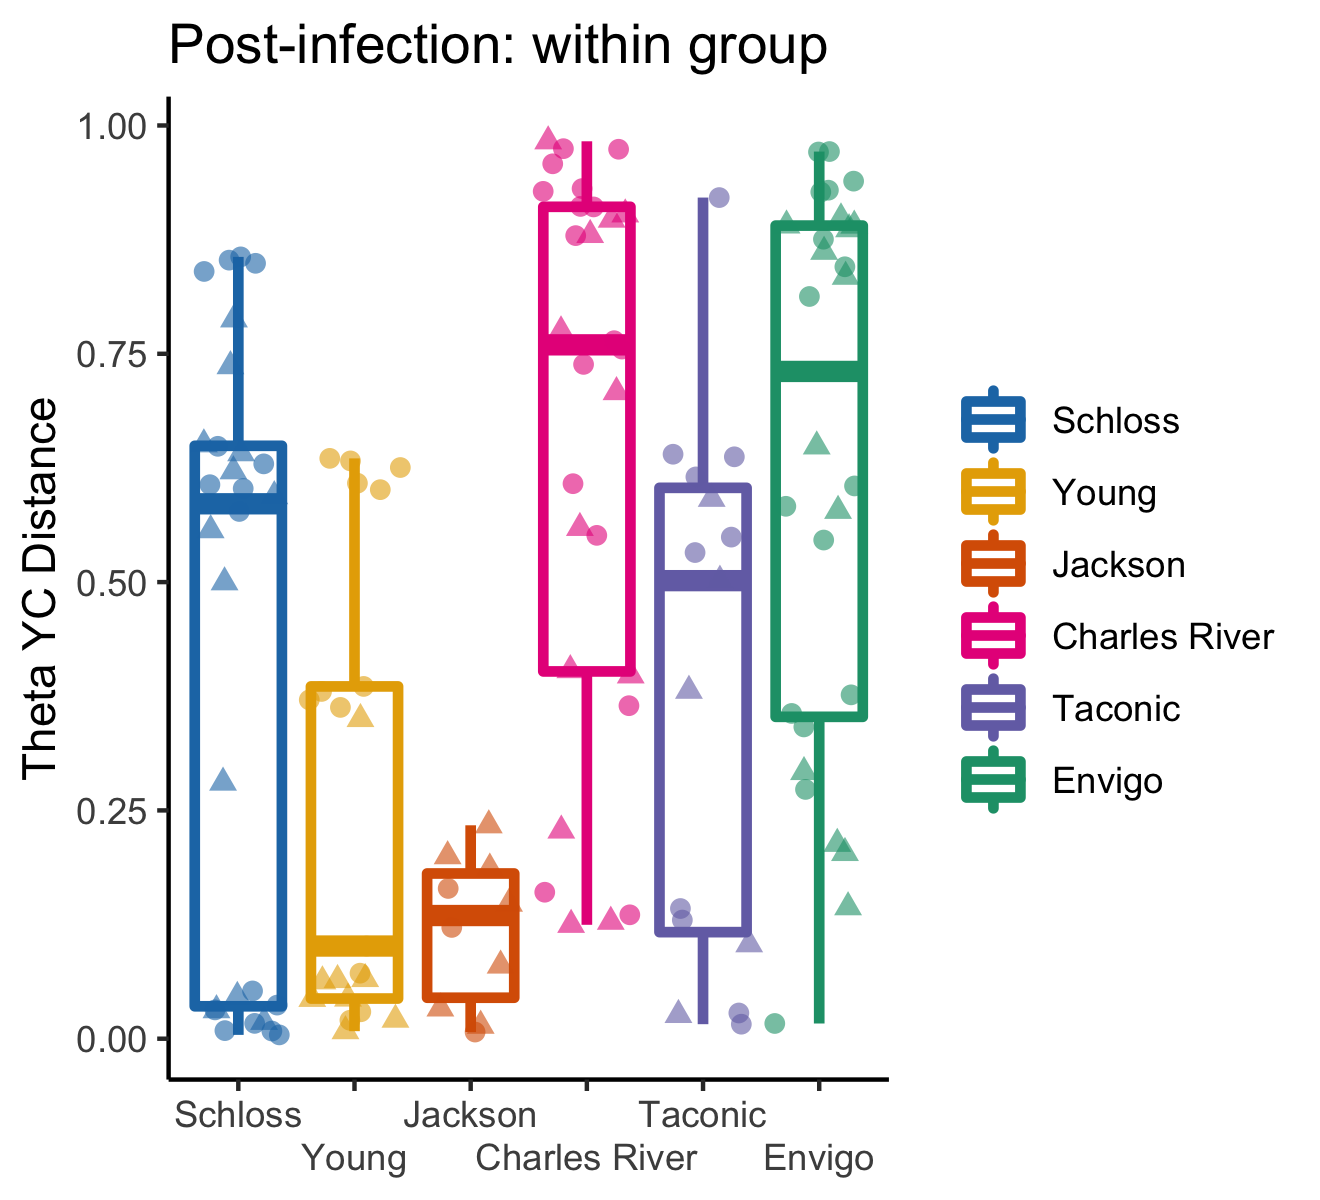 Post-infection: within group
Theta YC Distance
1.00
0.75
0.50
0.25
0.00
Schloss
Young
Jackson
Charles River
Taconic
Envigo
Schloss
Young
Jackson
Charles River
Taconic
Envigo